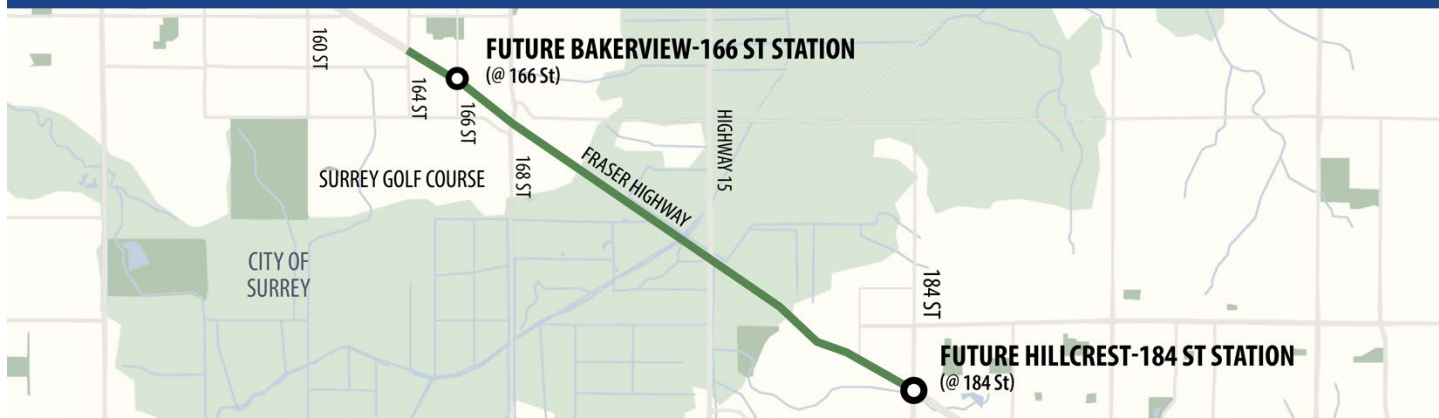 160 ST
FUTURE BAKERVIEW-166 ST STATION
(@ 166 St)
164 ST
166 ST
HIGHWAY 15
168 ST
SURREY GOLF COURSE
FRASER HIGHWAY
CITY OF
SURREY
184 ST
FUTURE HILLCREST-184 ST STATION
(@ 184 St)